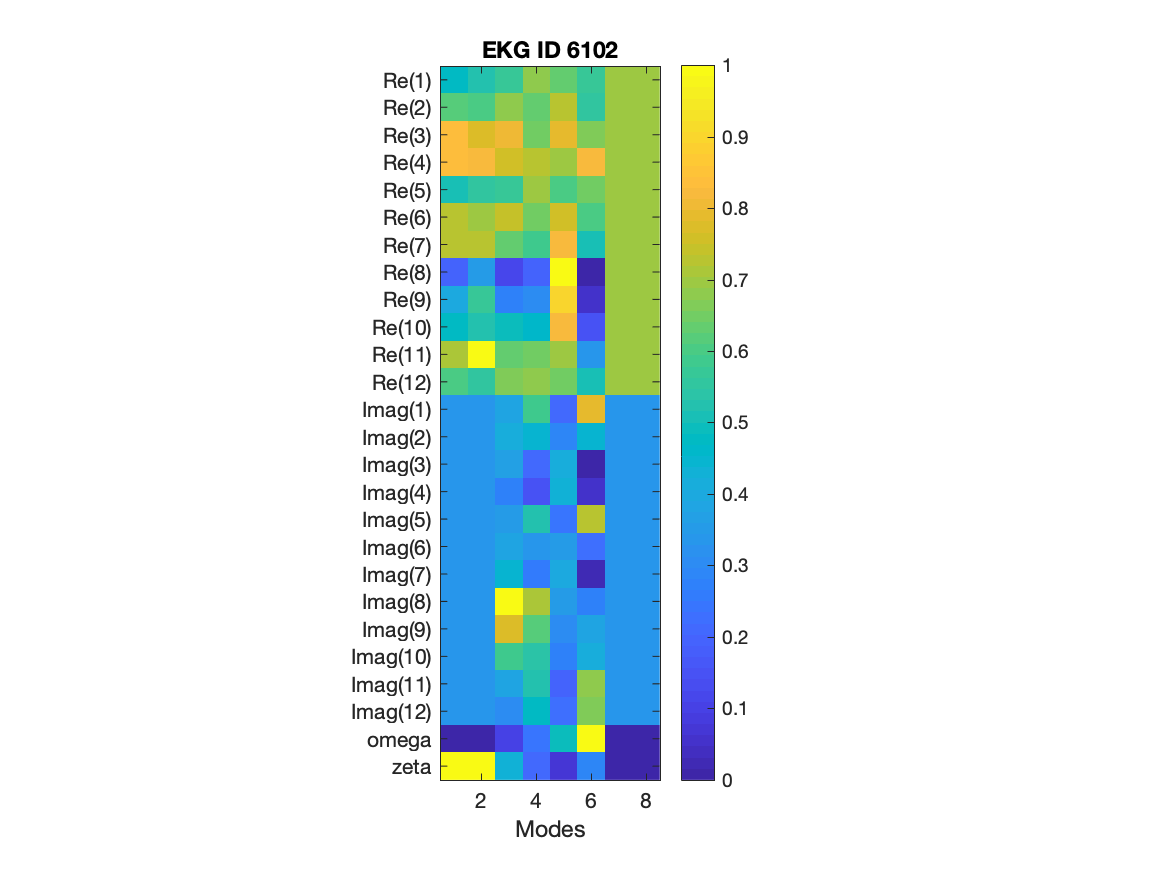 EKG ID 6102
Re(1)
Re(2)
Re(3)
Re(4)
Re(5)
Re(6)
Re(7)
Re(8)
Re(9)
Re(10)
Re(11)
Re(12)
Imag(1)
Imag(2)
Imag(3)
Imag(4)
Imag(5)
Imag(6)
Imag(7)
Imag(8)
Imag(9)
Imag(10)
Imag(11)
Imag(12)
omega
zeta
2 4 6 8
Modes
1
0.9
0.8
0.7
0.6
0.5
0.4
0.3
0.2
0.1
0